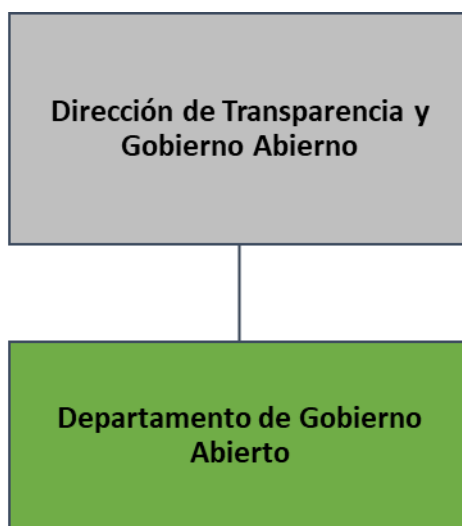 Dirección de Transparencia y
Gobierno Abierno
Departamento de Gobierno
Abierto